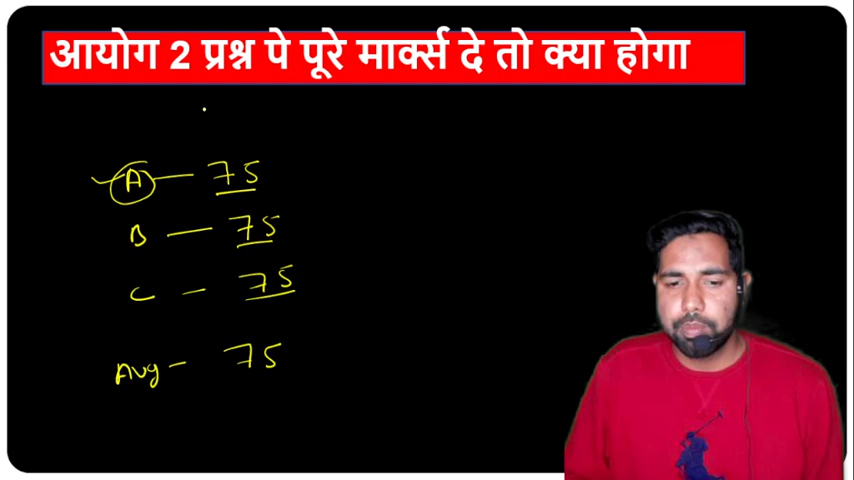 आयोग 2 प्रश्न पे पूरे मार्क्स दे तो क्या होगा
A — 75
B — 75
C - 75
Avg - 75